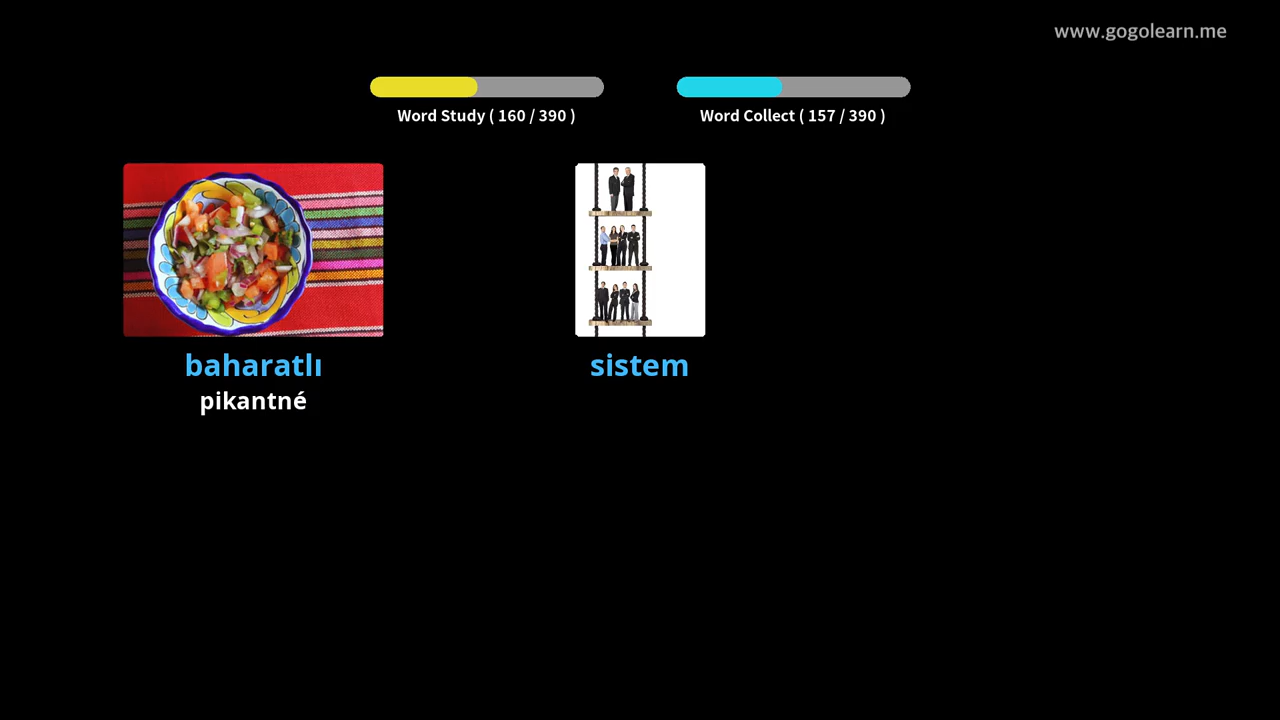 www.gogolearn.me
Word Study ( 160 / 390 )
Word Collect ( 157 / 390 )
baharatlı
pikantné
sistem